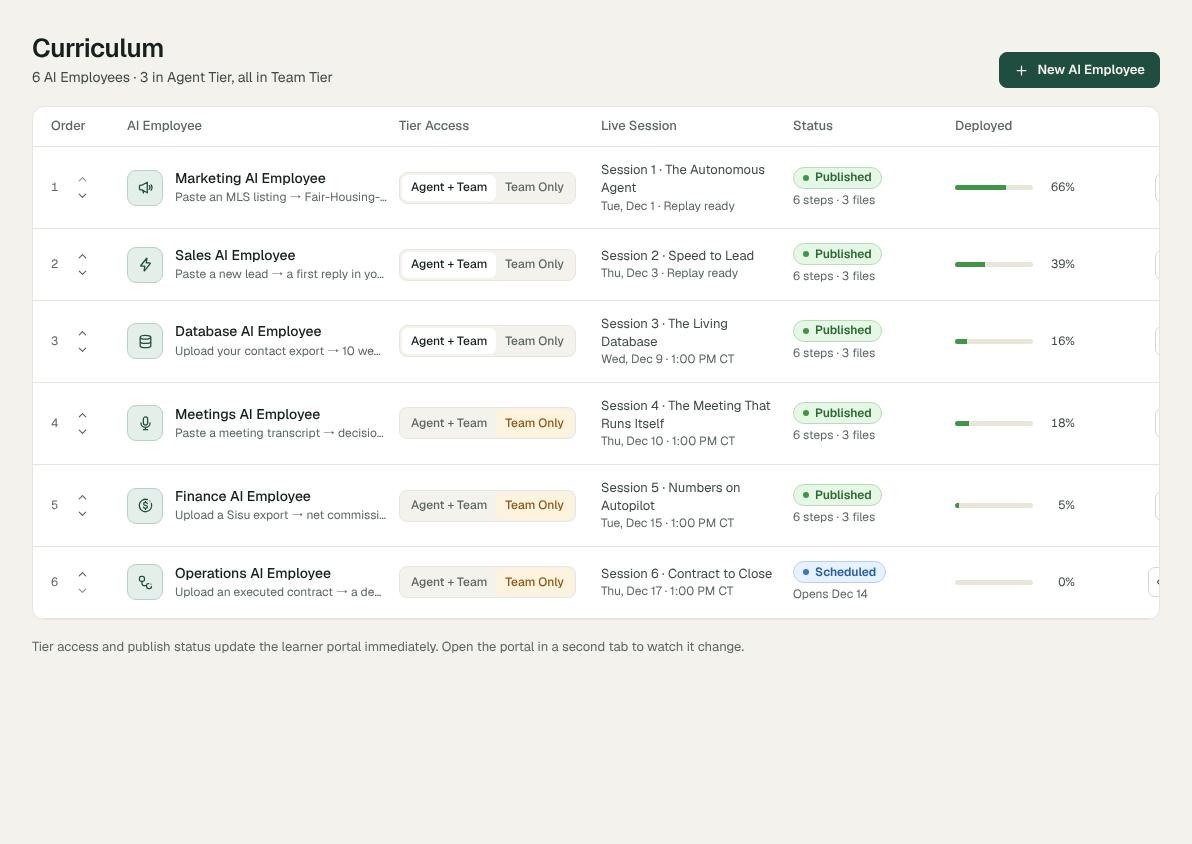 Curriculum
6 AI Employees · 3 in Agent Tier, all in Team Tier
+ New AI Employee
Order AI Employee Tier Access Live Session Status Deployed
1
Marketing AI Employee
Paste an MLS listing → Fair-Housing-...
Agent + Team Team Only
Session 1 · The Autonomous
Agent
Tue, Dec 1 · Replay ready
Published
6 steps · 3 files
66%
2
Sales AI Employee
Paste a new lead → a first reply in yo...
Agent + Team Team Only
Session 2 · Speed to Lead
Thu, Dec 3 · Replay ready
Published
6 steps · 3 files
39%
3
Database AI Employee
Upload your contact export → 10 we...
Agent + Team Team Only
Session 3 · The Living
Database
Wed, Dec 9 · 1:00 PM CT
Published
6 steps · 3 files
16%
4
Meetings AI Employee
Paste a meeting transcript → decisio...
Agent + Team Team Only
Session 4 · The Meeting That
Runs Itself
Thu, Dec 10 · 1:00 PM CT
Published
6 steps · 3 files
18%
5
Finance AI Employee
Upload a Sisu export → net commissi...
Agent + Team Team Only
Session 5 · Numbers on
Autopilot
Tue, Dec 15 · 1:00 PM CT
Published
6 steps · 3 files
5%
6
Operations AI Employee
Upload an executed contract → a de...
Agent + Team Team Only
Session 6 · Contract to Close
Thu, Dec 17 · 1:00 PM CT
Scheduled
Opens Dec 14
0%
Tier access and publish status update the learner portal immediately. Open the portal in a second tab to watch it change.